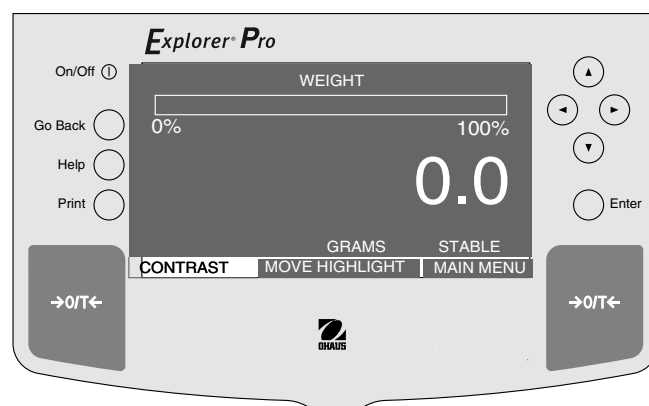 Explorer® Pro
On/Off
WEIGHT
0% 100%
Go Back
Help
Print
0.0
Enter
GRAMS STABLE
CONTRAST MOVE HIGHLIGHT MAIN MENU
→0/T← →0/T←
OHAUS